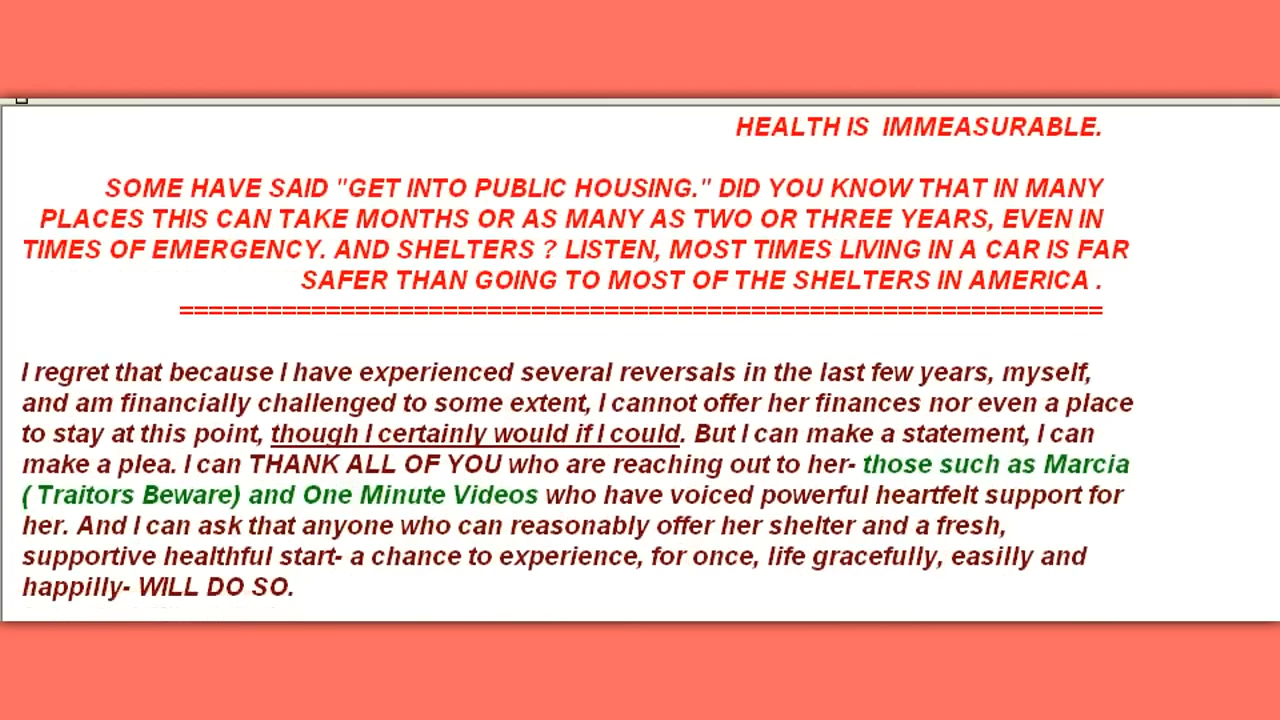 HEALTH IS IMMEASURABLE.
SOME HAVE SAID "GET INTO PUBLIC HOUSING." DID YOU KNOW THAT IN MANY
PLACES THIS CAN TAKE MONTHS OR AS MANY AS TWO OR THREE YEARS, EVEN IN
TIMES OF EMERGENCY. AND SHELTERS ? LISTEN, MOST TIMES LIVING IN A CAR IS FAR
SAFER THAN GOING TO MOST OF THE SHELTERS IN AMERICA .
================================================================
I regret that because I have experienced several reversals in the last few years, myself,
and am financially challenged to some extent, I cannot offer her finances nor even a place
to stay at this point, though I certainly would if I could. But I can make a statement, I can
make a plea. I can THANK ALL OF YOU who are reaching out to her- those such as Marcia
( Traitors Beware) and One Minute Videos who have voiced powerful heartfelt support for
her. And I can ask that anyone who can reasonably offer her shelter and a fresh,
supportive healthful start- a chance to experience, for once, life gracefully, easilly and
happilly- WILL DO SO.